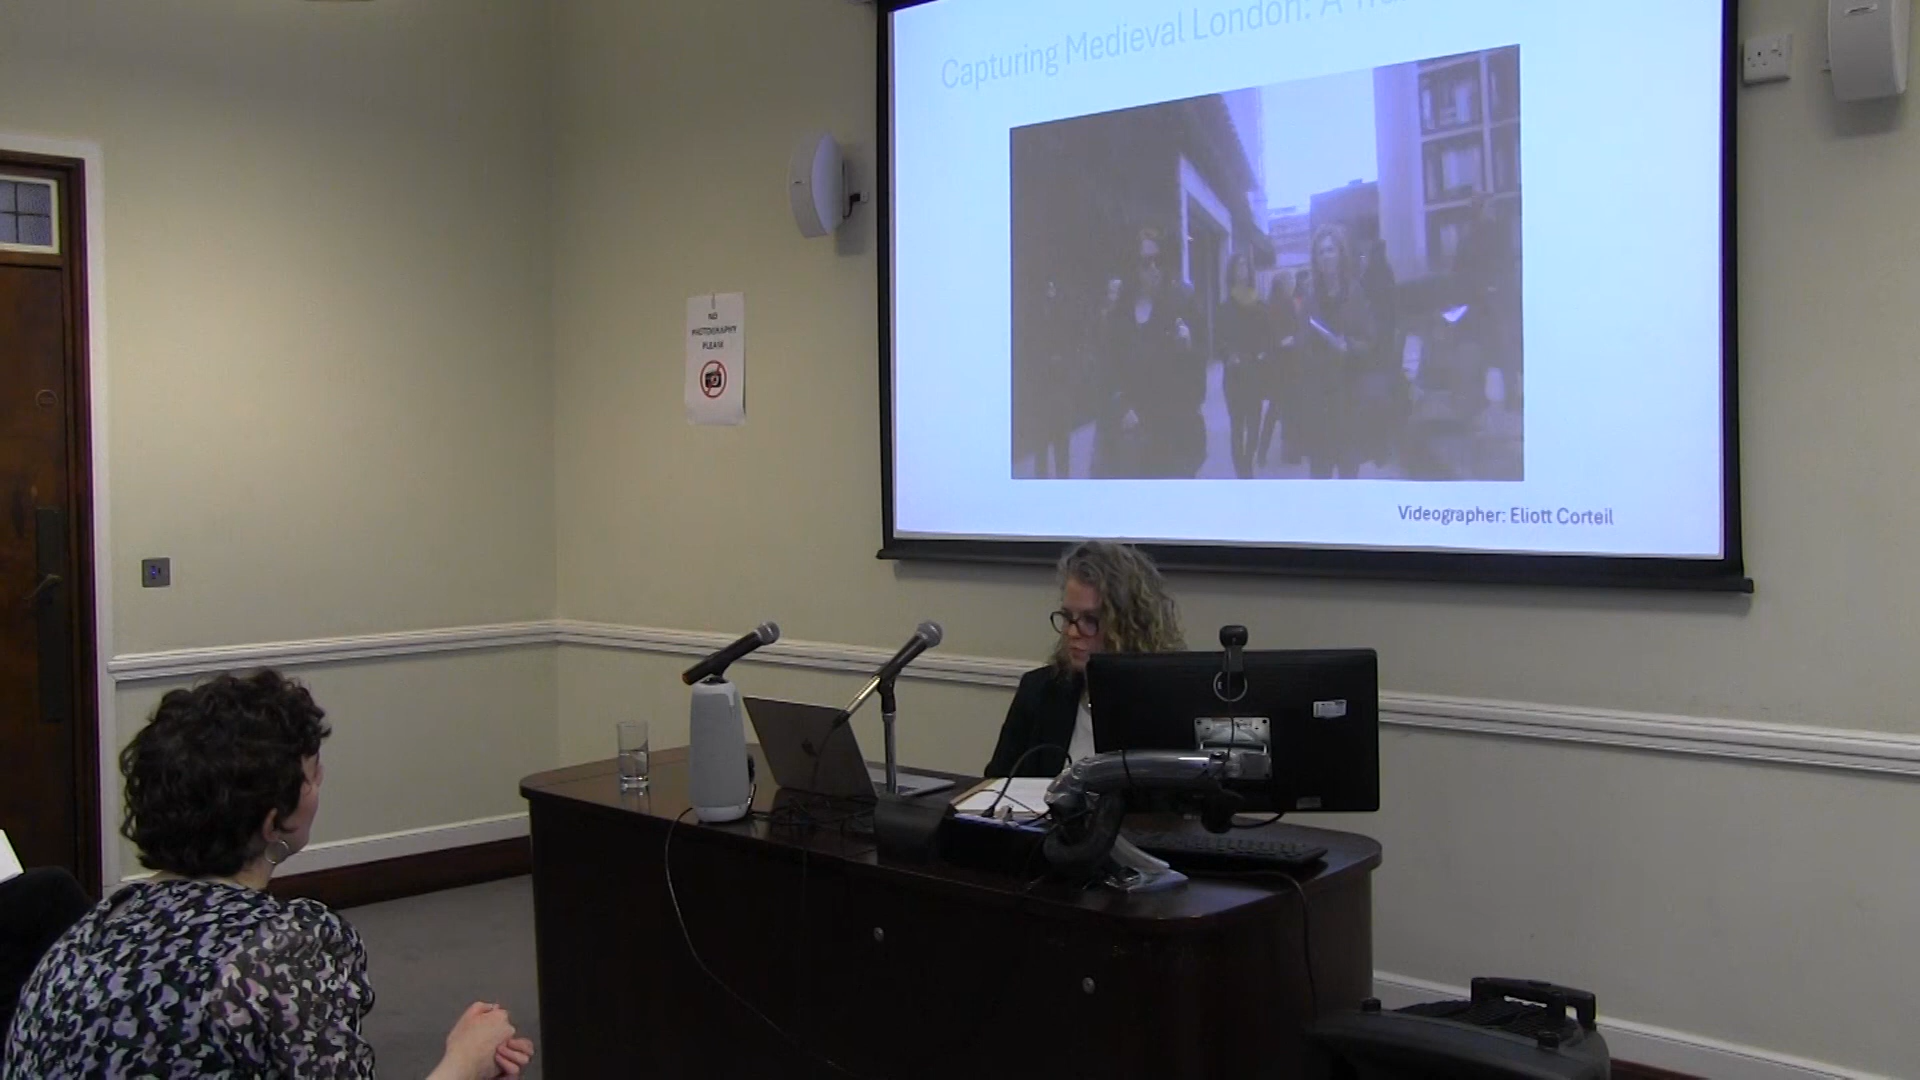 Capturing Medieval London: A
NO
PHOTOGRAPHY
PLEASE
Videographer: Eliott Corteil